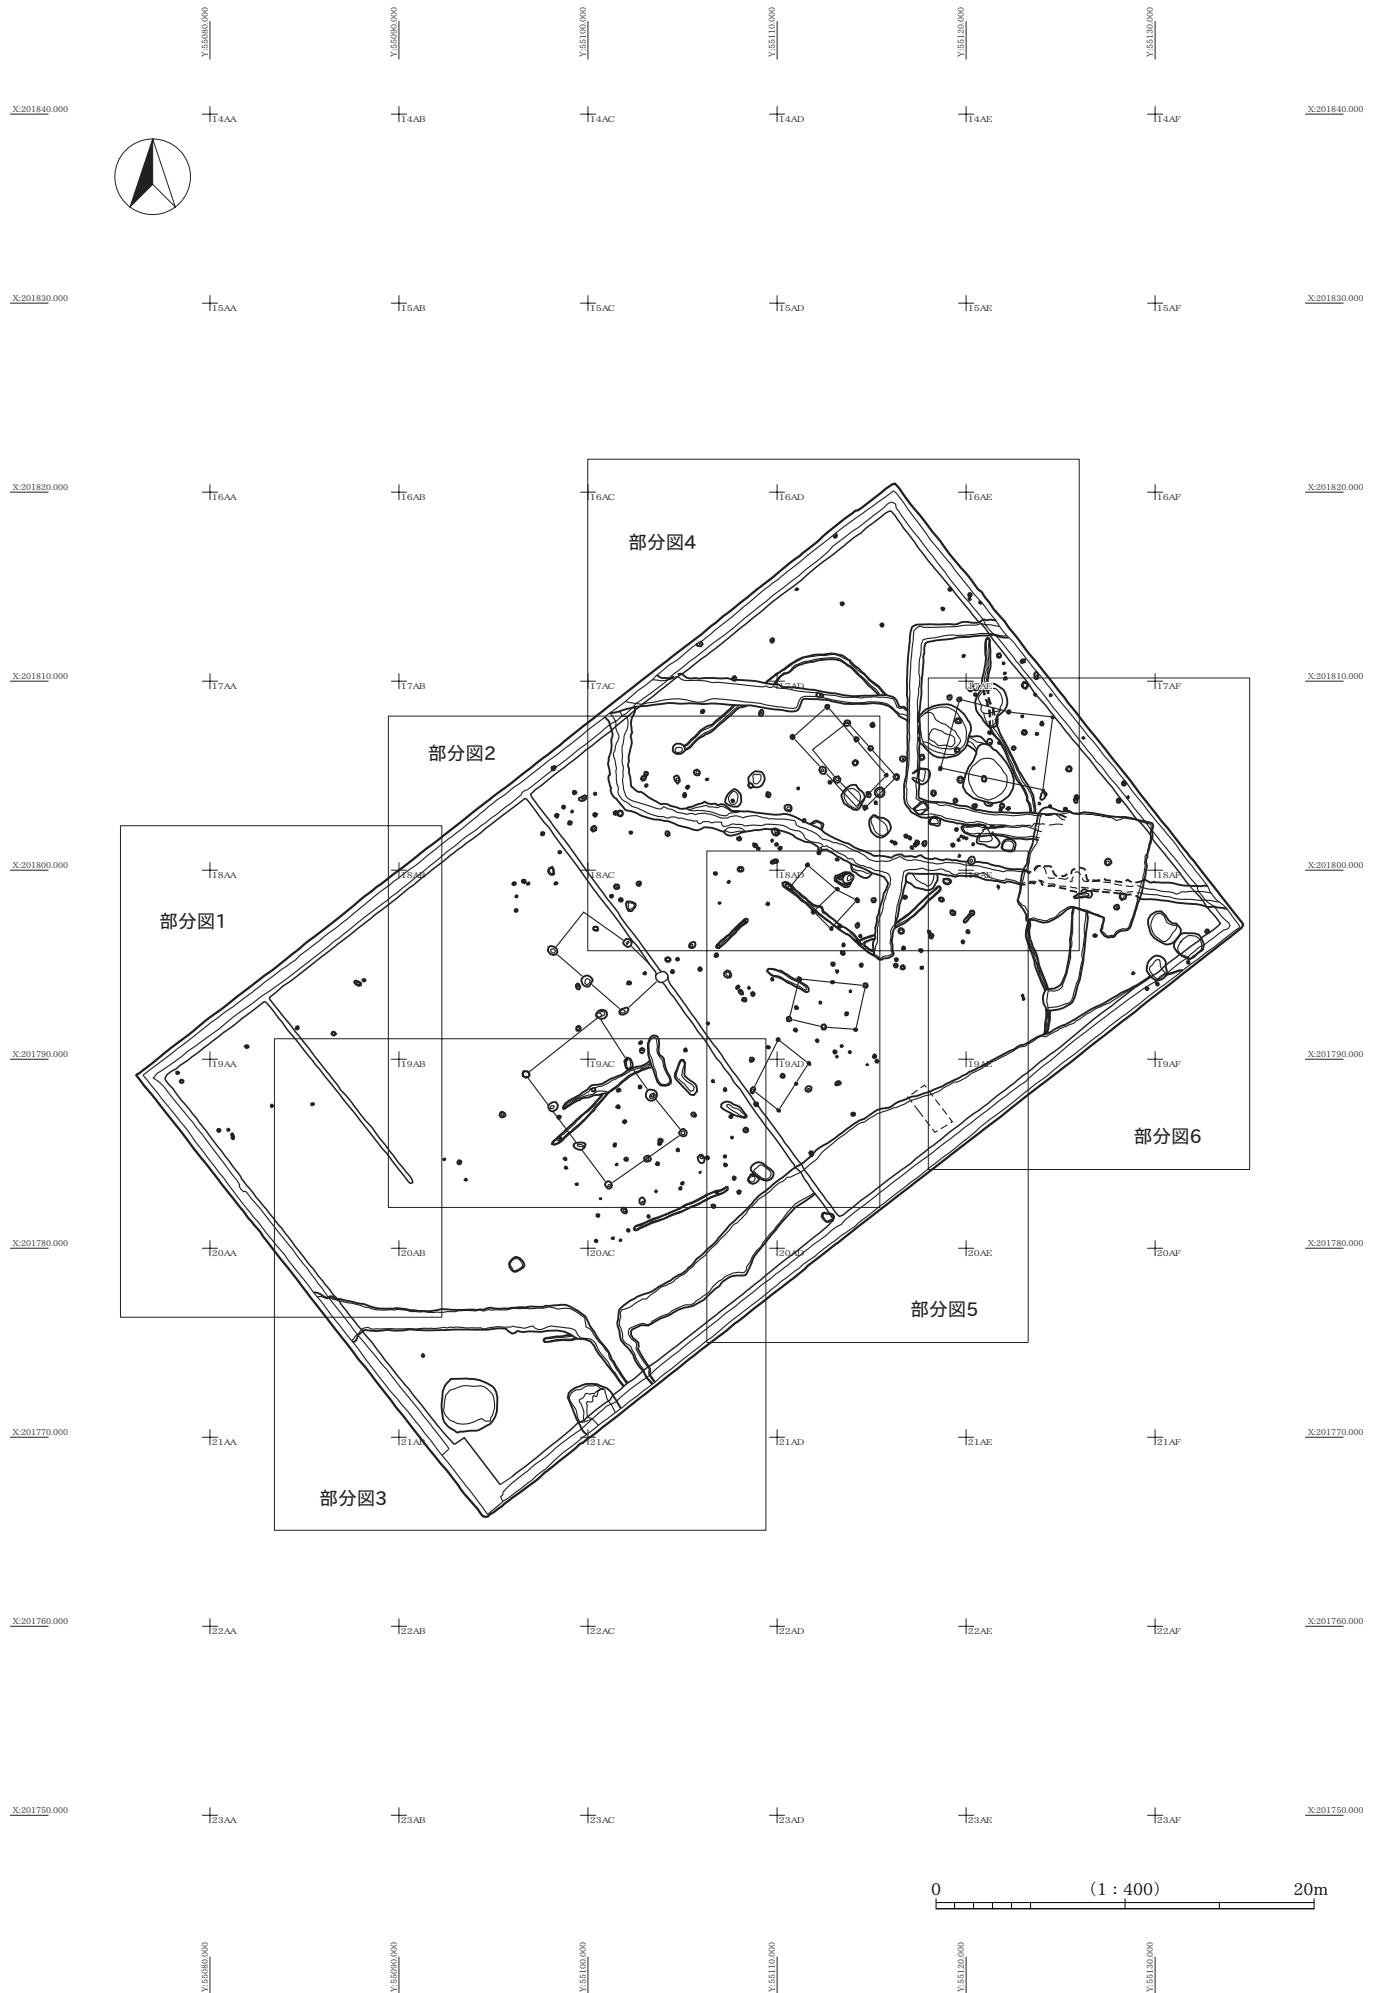 Y:55080.000 Y:55090.000 Y:55100.000 Y:55110.000 Y:55120.000 Y:55130.000
X:201840.000 14AA 14AB 14AC 14AD 14AE 14AF X:201840.000
X:201830.000 15AA 15AB 15AC 15AD 15AE 15AF X:201830.000
X:201820.000 16AA 16AB 16AC 16AD 16AE 16AF X:201820.000
部分図4
X:201810.000 17AA 17AB 17AC 17AD 17AE 17AF X:201810.000
部分図2
X:201800.000 18AA 18AB 18AC 18AD 18AE 18AF X:201800.000
部分図1
X:201790.000 19AA 19AB 19AC 19AD 19AE 19AF X:201790.000
部分図6
X:201780.000 20AA 20AB 20AC 20AD 20AE 20AF X:201780.000
部分図5
X:201770.000 21AA 21AB 21AC 21AD 21AE 21AF X:201770.000
部分図3
X:201760.000 22AA 22AB 22AC 22AD 22AE 22AF X:201760.000
X:201750.000 23AA 23AB 23AC 23AD 23AE 23AF X:201750.000
0 (1：400) 20m
Y:55080.000 Y:55090.000 Y:55100.000 Y:55110.000 Y:55120.000 Y:55130.000